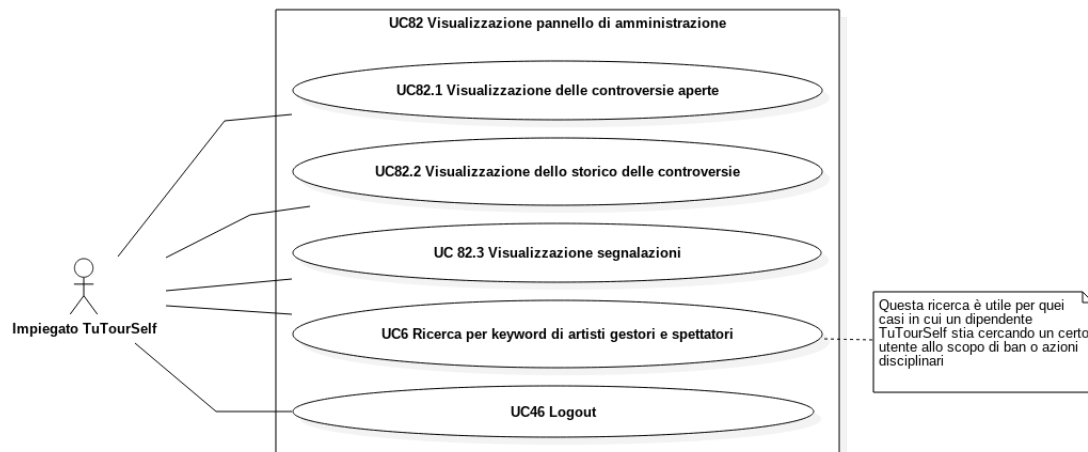 UC82 Visualizzazione pannello di amministrazione
UC82.1 Visualizzazione delle controversie aperte
UC82.2 Visualizzazione dello storico delle controversie
UC 82.3 Visualizzazione segnalazioni
Impiegato TuTourSelf
UC6 Ricerca per keyword di artisti gestori e spettatori
Questa ricerca è utile per quei
casi in cui un dipendente
TuTourSelf stia cercando un certo
utente allo scopo di ban o azioni
disciplinari
UC46 Logout